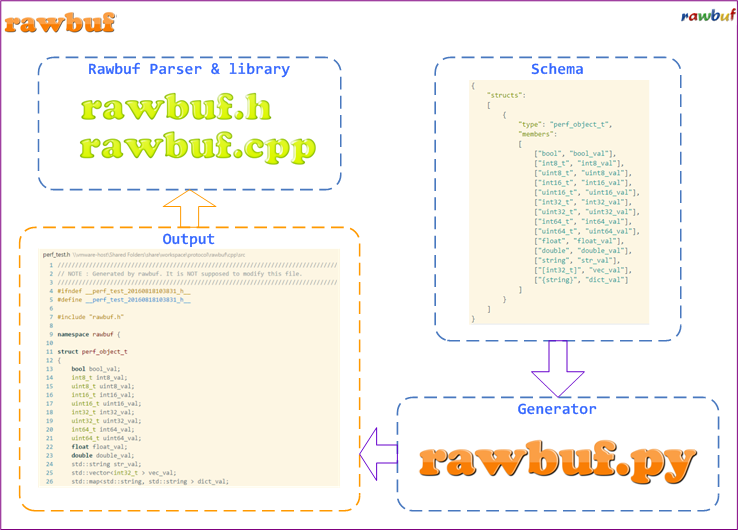 rawbuf
rawbuf
Rawbuf Parser & library
rawbuf.h
rawbuf.cpp
Schema
{
"structs":
[
{
"type": "perf_object_t",
"members":
[
["bool", "bool_val"],
["int8_t", "int8_val"],
["uint8_t", "uint8_val"],
["int16_t", "int16_val"],
["uint16_t", "uint16_val"],
["int32_t", "int32_val"],
["uint32_t", "uint32_val"],
["int64_t", "int64_val"],
["uint64_t", "uint64_val"],
["float", "float_val"],
["double", "double_val"],
["string", "str_val"],
["[int32_t]", "vec_val"],
["{string}", "dict_val"]
]
}
]
}
Output
perf_test.h \\vmware-host\Shared Folders\share\workspace\protocol\rawbuf\cpp\src
1 //////////////////////////////////////////////////////////////////////////
2 // NOTE : Generated by rawbuf. It is NOT supposed to modify this file.
3 //////////////////////////////////////////////////////////////////////////
4 #ifndef __perf_test_20160818103831_h__
5 #define __perf_test_20160818103831_h__
6
7 #include "rawbuf.h"
8
9 namespace rawbuf {
10
11 struct perf_object_t
12 {
13 bool bool_val;
14 int8_t int8_val;
15 uint8_t uint8_val;
16 int16_t int16_val;
17 uint16_t uint16_val;
18 int32_t int32_val;
19 uint32_t uint32_val;
20 int64_t int64_val;
21 uint64_t uint64_val;
22 float float_val;
23 double double_val;
24 std::string str_val;
25 std::vector<int32_t > vec_val;
26 std::map<std::string, std::string > dict_val;
Generator
rawbuf.py